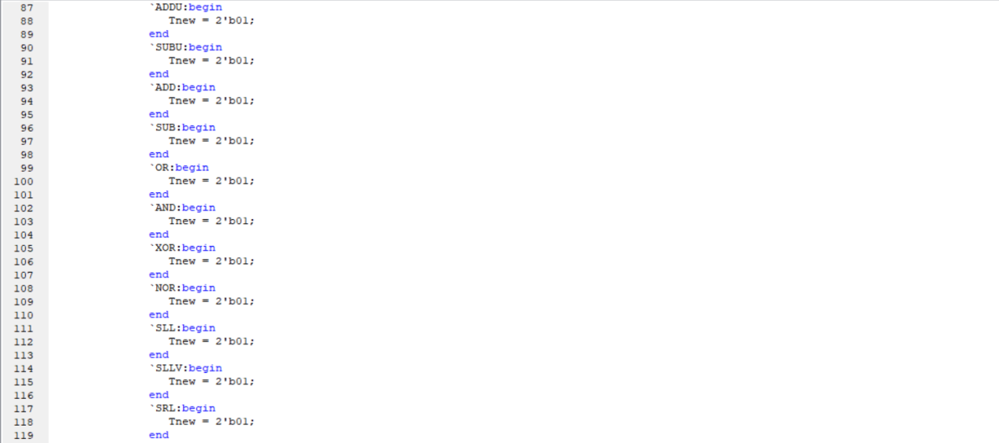 87 `ADDU:begin
88 Tnew = 2'b01;
89 end
90 `SUBU:begin
91 Tnew = 2'b01;
92 end
93 `ADD:begin
94 Tnew = 2'b01;
95 end
96 `SUB:begin
97 Tnew = 2'b01;
98 end
99 `OR:begin
100 Tnew = 2'b01;
101 end
102 `AND:begin
103 Tnew = 2'b01;
104 end
105 `XOR:begin
106 Tnew = 2'b01;
107 end
108 `NOR:begin
109 Tnew = 2'b01;
110 end
111 `SLL:begin
112 Tnew = 2'b01;
113 end
114 `SLLV:begin
115 Tnew = 2'b01;
116 end
117 `SRL:begin
118 Tnew = 2'b01;
119 end